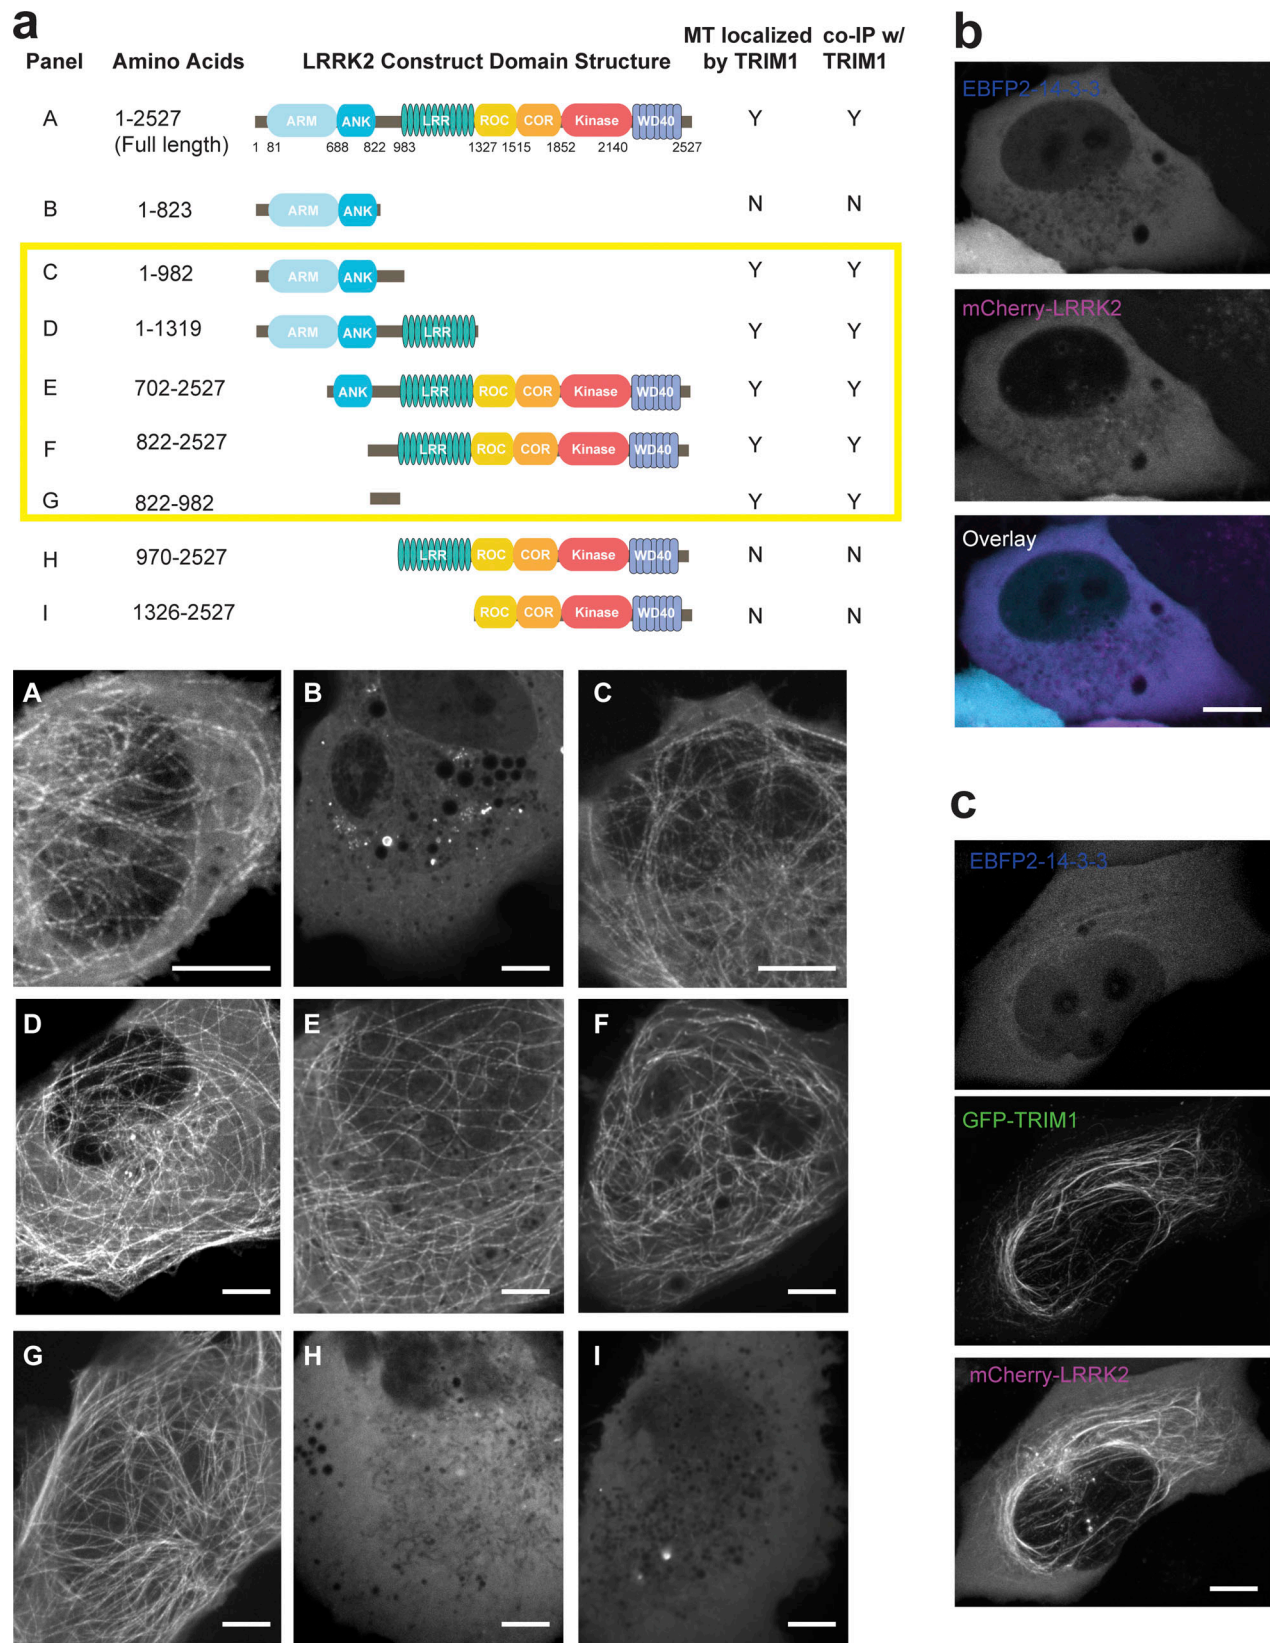 a
Panel Amino Acids LRRK2 Construct Domain Structure MT localized by TRIM1 co-IP w/ TRIM1
A 1-2527 (Full length) ARM ANK LRR ROC COR Kinase WD40 Y Y
1 81 688 822 983 1327 1515 1852 2140 2527
B 1-823 ARM ANK N N
C 1-982 ARM ANK Y Y
D 1-1319 ARM ANK LRR Y Y
E 702-2527 ANK LRR ROC COR Kinase WD40 Y Y
F 822-2527 LRR ROC COR Kinase WD40 Y Y
G 822-982 Y Y
H 970-2527 LRR ROC COR Kinase WD40 N N
I 1326-2527 ROC COR Kinase WD40 N N
A B C
D E F
G H I
b
EBFP2-14-3-3
mCherry-LRRK2
Overlay
c
EBFP2-14-3-3
GFP-TRIM1
mCherry-LRRK2